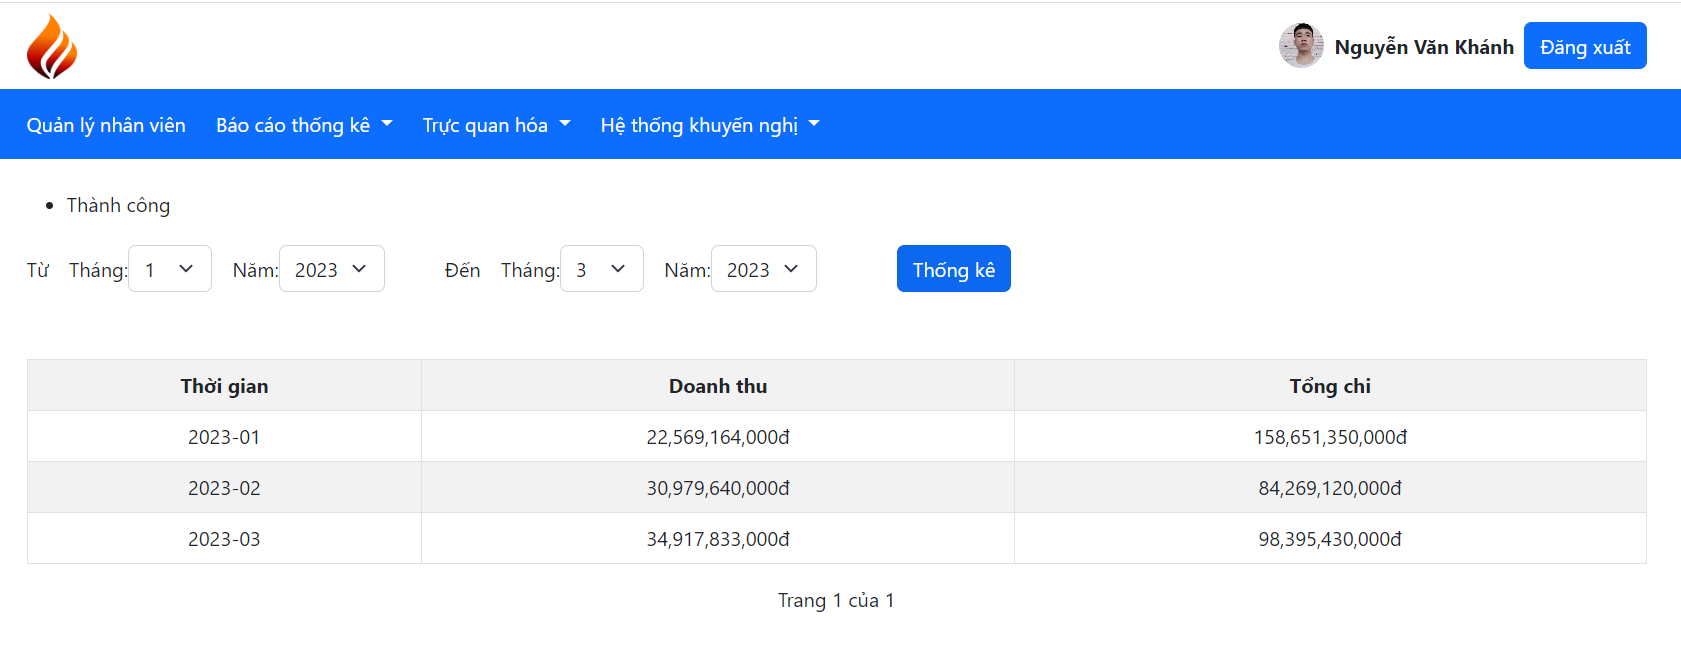 Nguyễn Văn Khánh Đăng xuất
Quản lý nhân viên Báo cáo thống kê Trực quan hóa Hệ thống khuyến nghị
Thành công
Từ Tháng: 1 Năm: 2023 Đến Tháng: 3 Năm: 2023 Thống kê
Thời gian Doanh thu Tổng chi
2023-01 22,569,164,000đ 158,651,350,000đ
2023-02 30,979,640,000đ 84,269,120,000đ
2023-03 34,917,833,000đ 98,395,430,000đ
Trang 1 của 1